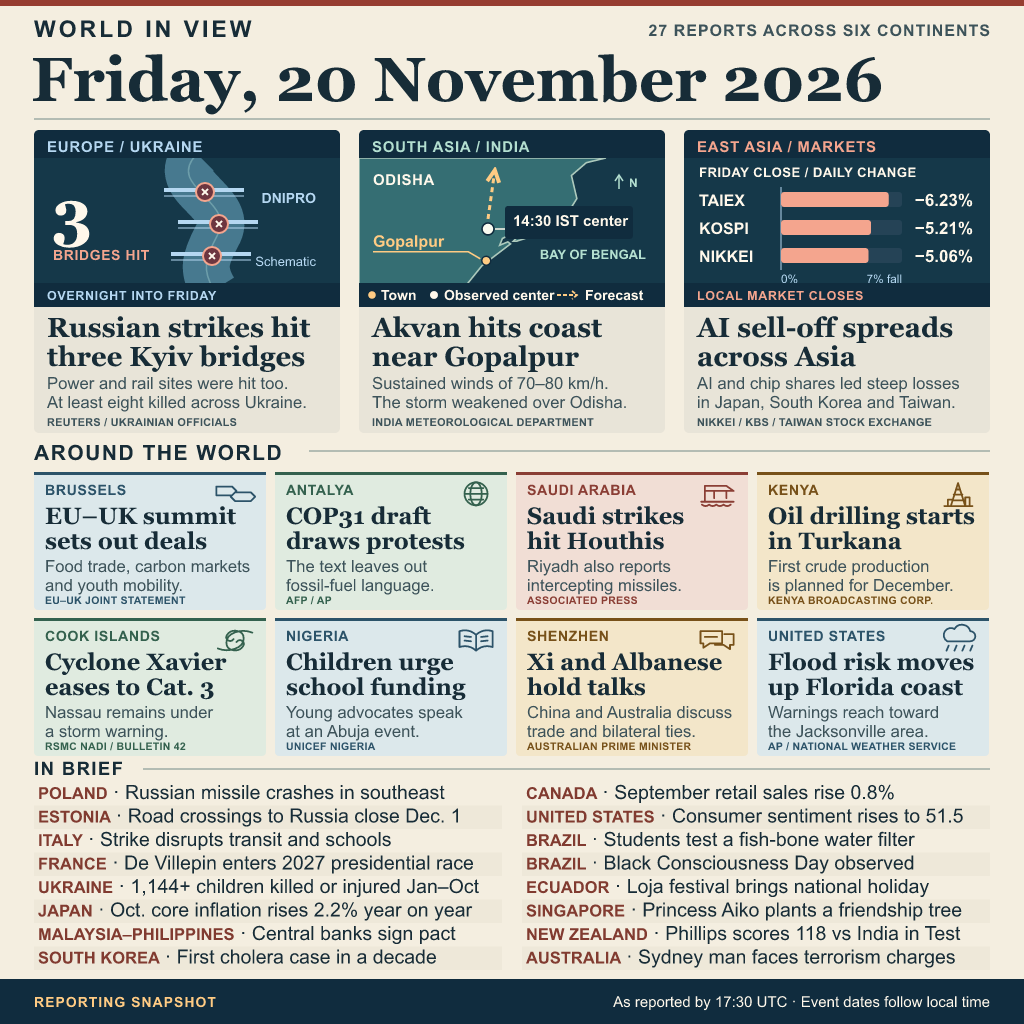 WORLD IN VIEW
27 REPORTS ACROSS SIX CONTINENTS
Friday, 20 November 2026
EUROPE / UKRAINE
3
BRIDGES HIT
DNIPRO
Schematic
OVERNIGHT INTO FRIDAY
Russian strikes hit
three Kyiv bridges
Power and rail sites were hit too.
At least eight killed across Ukraine.
REUTERS / UKRAINIAN OFFICIALS
SOUTH ASIA / INDIA
ODISHA
N
14:30 IST center
Gopalpur
BAY OF BENGAL
Town
Observed center
Forecast
Akvan hits coast
near Gopalpur
Sustained winds of 70–80 km/h.
The storm weakened over Odisha.
INDIA METEOROLOGICAL DEPARTMENT
EAST ASIA / MARKETS
FRIDAY CLOSE / DAILY CHANGE
TAIEX −6.23%
KOSPI −5.21%
NIKKEI −5.06%
0% 7% fall
LOCAL MARKET CLOSES
AI sell-off spreads
across Asia
AI and chip shares led steep losses
in Japan, South Korea and Taiwan.
NIKKEI / KBS / TAIWAN STOCK EXCHANGE
AROUND THE WORLD
BRUSSELS
EU–UK summit
sets out deals
Food trade, carbon markets
and youth mobility.
EU–UK JOINT STATEMENT
ANTALYA
COP31 draft
draws protests
The text leaves out
fossil-fuel language.
AFP / AP
SAUDI ARABIA
Saudi strikes
hit Houthis
Riyadh also reports
intercepting missiles.
ASSOCIATED PRESS
KENYA
Oil drilling starts
in Turkana
First crude production
is planned for December.
KENYA BROADCASTING CORP.
COOK ISLANDS
Cyclone Xavier
eases to Cat. 3
Nassau remains under
a storm warning.
RSMC NADI / BULLETIN 42
NIGERIA
Children urge
school funding
Young advocates speak
at an Abuja event.
UNICEF NIGERIA
SHENZHEN
Xi and Albanese
hold talks
China and Australia discuss
trade and bilateral ties.
AUSTRALIAN PRIME MINISTER
UNITED STATES
Flood risk moves
up Florida coast
Warnings reach toward
the Jacksonville area.
AP / NATIONAL WEATHER SERVICE
IN BRIEF
POLAND · Russian missile crashes in southeast
ESTONIA · Road crossings to Russia close Dec. 1
ITALY · Strike disrupts transit and schools
FRANCE · De Villepin enters 2027 presidential race
UKRAINE · 1,144+ children killed or injured Jan–Oct
JAPAN · Oct. core inflation rises 2.2% year on year
MALAYSIA–PHILIPPINES · Central banks sign pact
SOUTH KOREA · First cholera case in a decade
CANADA · September retail sales rise 0.8%
UNITED STATES · Consumer sentiment rises to 51.5
BRAZIL · Students test a fish-bone water filter
BRAZIL · Black Consciousness Day observed
ECUADOR · Loja festival brings national holiday
SINGAPORE · Princess Aiko plants a friendship tree
NEW ZEALAND · Phillips scores 118 vs India in Test
AUSTRALIA · Sydney man faces terrorism charges
REPORTING SNAPSHOT
As reported by 17:30 UTC · Event dates follow local time